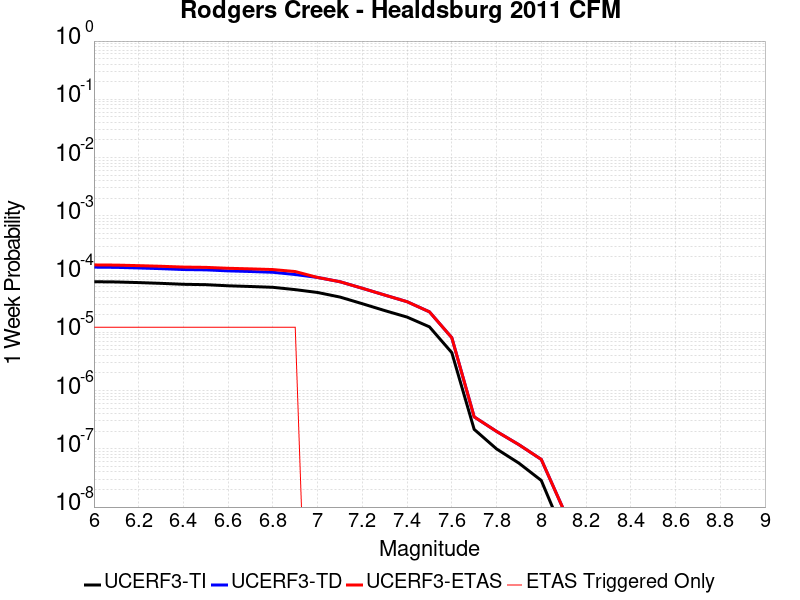 Rodgers Creek - Healdsburg 2011 CFM
10^0
10^-1
10^-2
10^-3
10^-4
10^-5
10^-6
10^-7
10^-8
1 Week Probability
6 6.2 6.4 6.6 6.8 7 7.2 7.4 7.6 7.8 8 8.2 8.4 8.6 8.8 9
Magnitude
UCERF3-TI UCERF3-TD UCERF3-ETAS ETAS Triggered Only